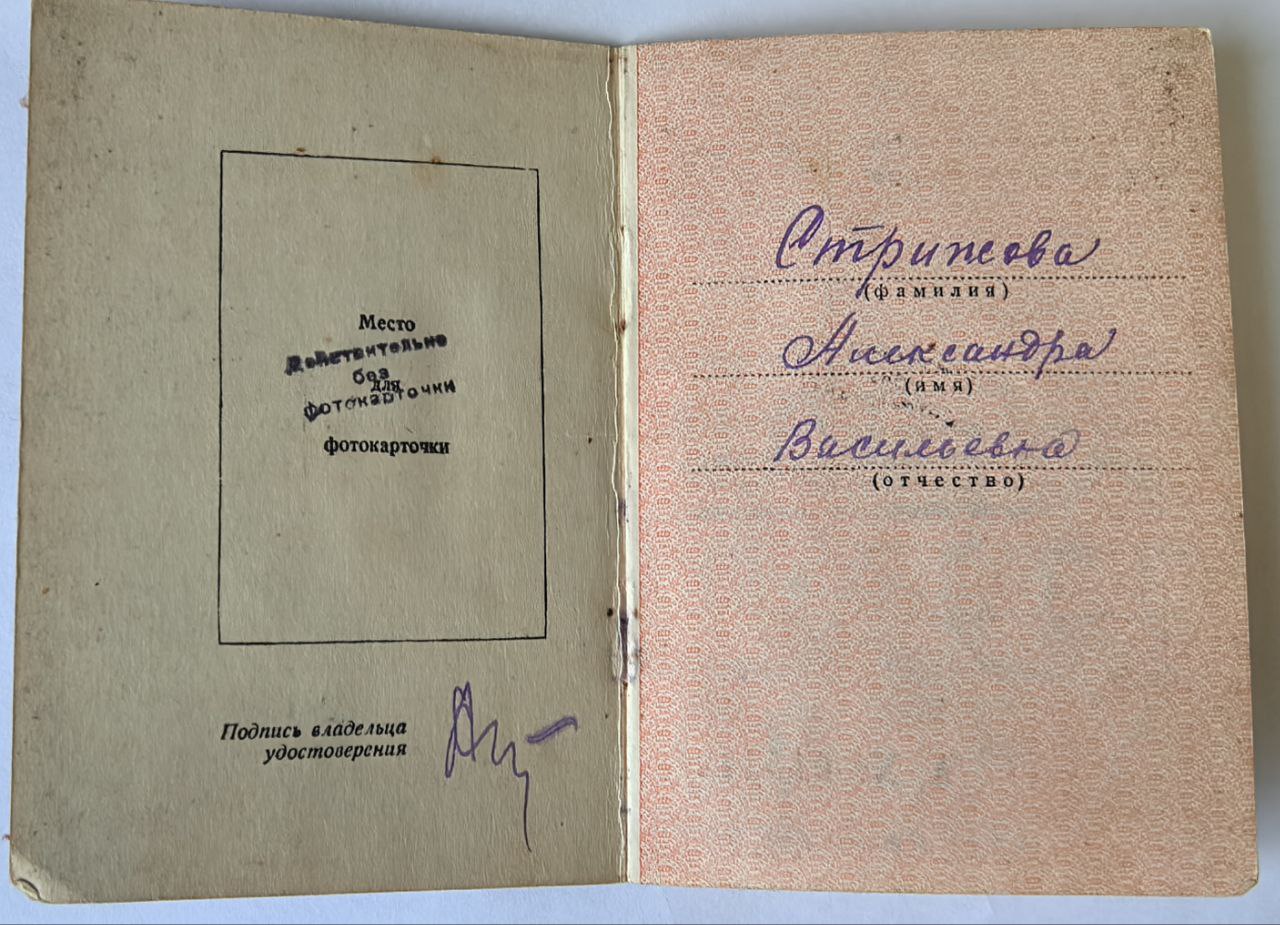 Место
Действительно
без
для
фотокарточки
фотокарточки
Подпись владельца
удостоверения
Стрижова
(фамилия)
Александра
(имя)
Васильевна
(отчество)